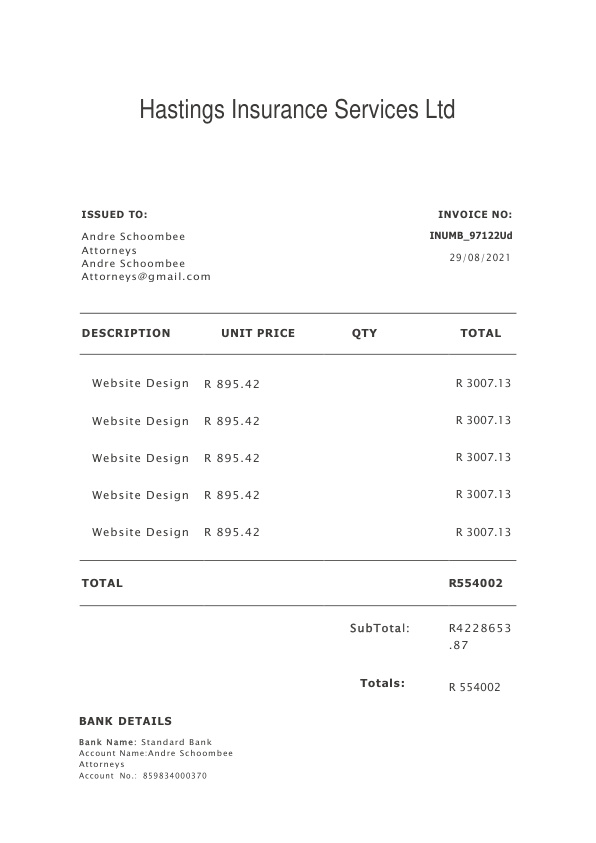 Hastings Insurance Services Ltd
ISSUED TO:
INVOICE NO:
Andre Schoombee
Attorneys
Andre Schoombee
Attorneys@gmail.com
INUMB_97122Ud
29/08/2021
DESCRIPTION UNIT PRICE QTY TOTAL
Website Design R 895.42 R 3007.13
Website Design R 895.42 R 3007.13
Website Design R 895.42 R 3007.13
Website Design R 895.42 R 3007.13
Website Design R 895.42 R 3007.13
TOTAL R554002
SubTotal: R4228653
.87
Totals: R 554002
BANK DETAILS
Bank Name: Standard Bank
Account Name:Andre Schoombee
Attorneys
Account No.: 859834000370